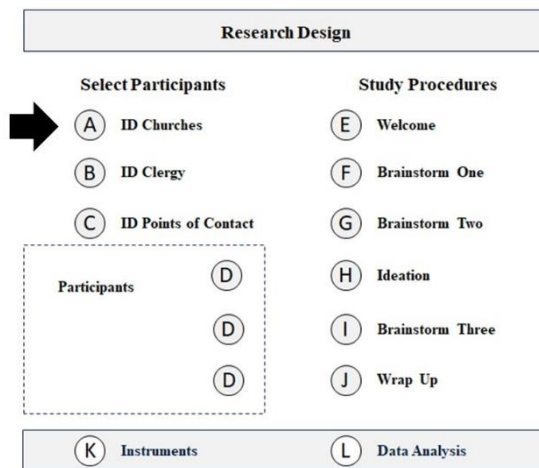 Research Design
Select Participants
A ID Churches
B ID Clergy
C ID Points of Contact
Participants
D
D
D
Study Procedures
E Welcome
F Brainstorm One
G Brainstorm Two
H Ideation
I Brainstorm Three
J Wrap Up
K Instruments
L Data Analysis